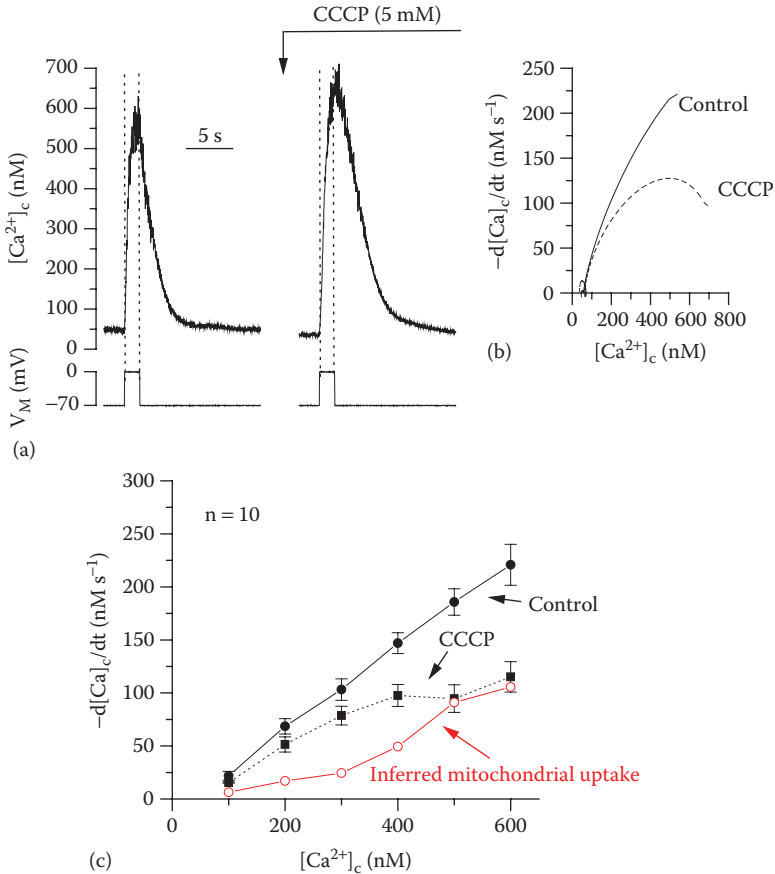 CCCP (5 mM)
700
600
500
400
300
200
100
50
0
[Ca²⁺]c (nM)
5 s
0
−70
V_M (mV)
(a)
250
200
150
100
50
0
−d[Ca]c/dt (nM s⁻¹)
Control
CCCP
0 200 400 600 800
[Ca²⁺]c (nM)
(b)
300
250
200
150
100
50
0
−d[Ca]c/dt (nM s⁻¹)
n = 10
Control
CCCP
Inferred mitochondrial uptake
0 200 400 600
[Ca²⁺]c (nM)
(c)